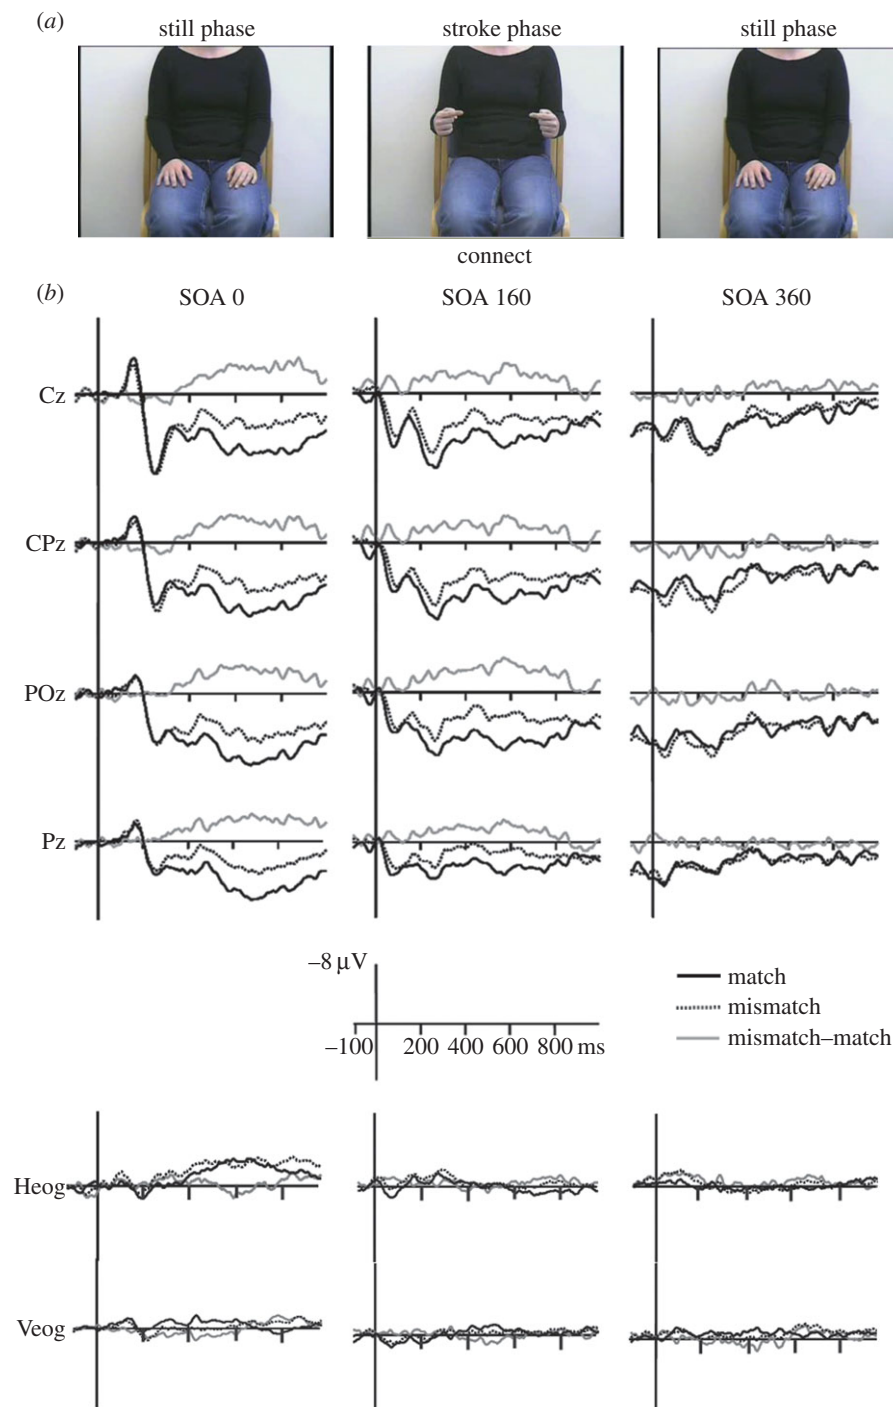 (a)
still phase
stroke phase
still phase
connect
(b)
SOA 0
SOA 160
SOA 360
Cz
CPz
POz
Pz
–8 μV
–100 200 400 600 800 ms
match
mismatch
mismatch–match
Heog
Veog